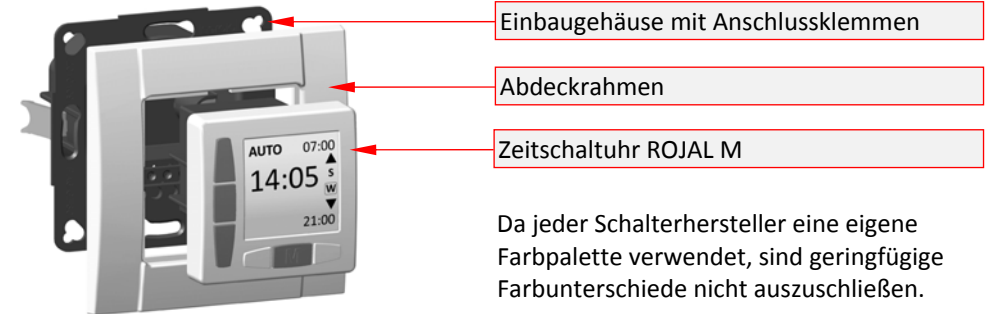 Einbaugehäuse mit Anschlussklemmen
Abdeckrahmen
Zeitschaltuhr ROJAL M
AUTO 07:00
14:05 S
W
21:00
Da jeder Schalterhersteller eine eigene
Farbpalette verwendet, sind geringfügige
Farbunterschiede nicht auszuschließen.